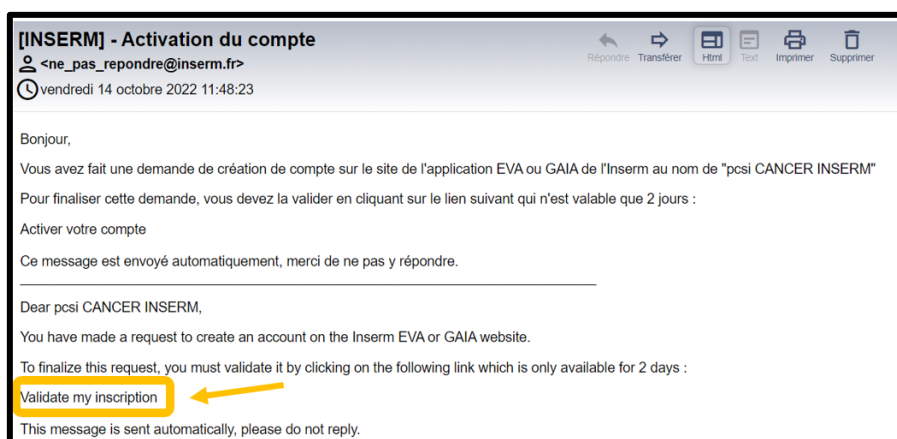 [INSERM] - Activation du compte
<ne_pas_repondre@inserm.fr>
vendredi 14 octobre 2022 11:48:23
Répondre Transférer Html Text Imprimer Supprimer
Bonjour,
Vous avez fait une demande de création de compte sur le site de l'application EVA ou GAIA de l'Inserm au nom de "pcsi CANCER INSERM"
Pour finaliser cette demande, vous devez la valider en cliquant sur le lien suivant qui n'est valable que 2 jours :
Activer votre compte
Ce message est envoyé automatiquement, merci de ne pas y répondre.
Dear pcsi CANCER INSERM,
You have made a request to create an account on the Inserm EVA or GAIA website.
To finalize this request, you must validate it by clicking on the following link which is only available for 2 days :
Validate my inscription
This message is sent automatically, please do not reply.